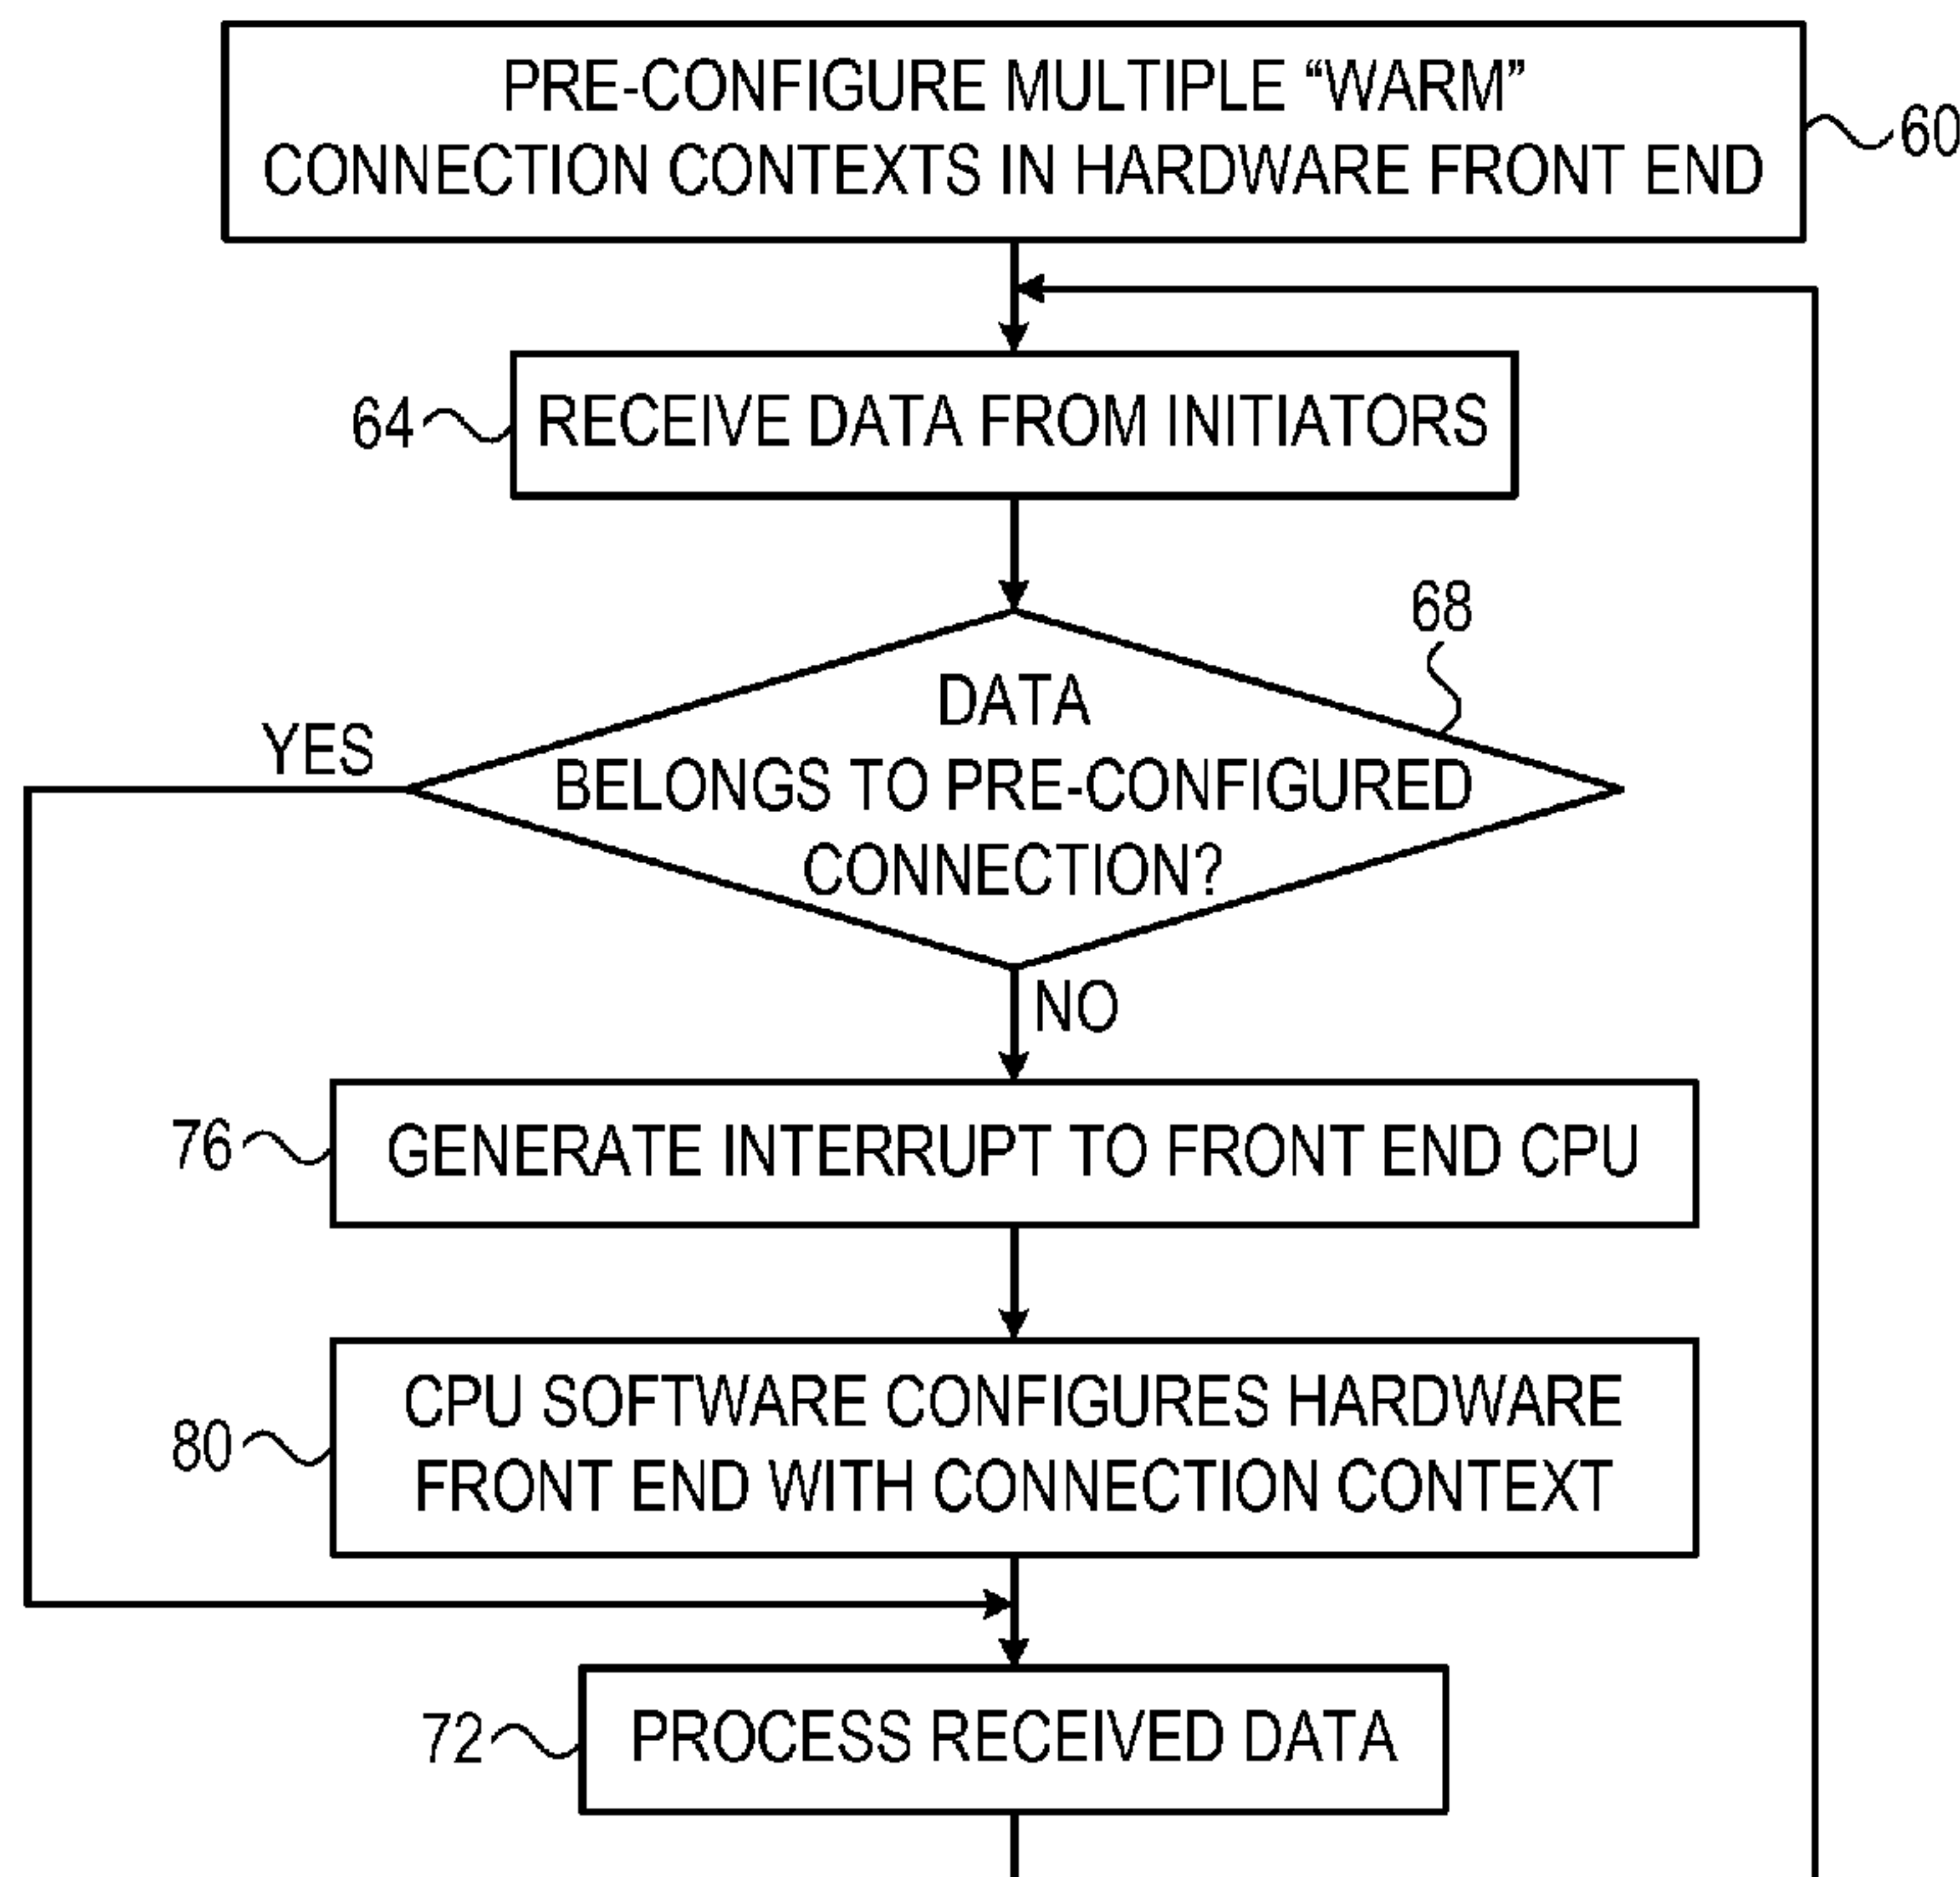 PRE-CONFIGURE MULTIPLE “WARM”
CONNECTION CONTEXTS IN HARDWARE FRONT END
60
64
RECEIVE DATA FROM INITIATORS
68
DATA
BELONGS TO PRE-CONFIGURED
CONNECTION?
YES
NO
76
GENERATE INTERRUPT TO FRONT END CPU
80
CPU SOFTWARE CONFIGURES HARDWARE
FRONT END WITH CONNECTION CONTEXT
72
PROCESS RECEIVED DATA